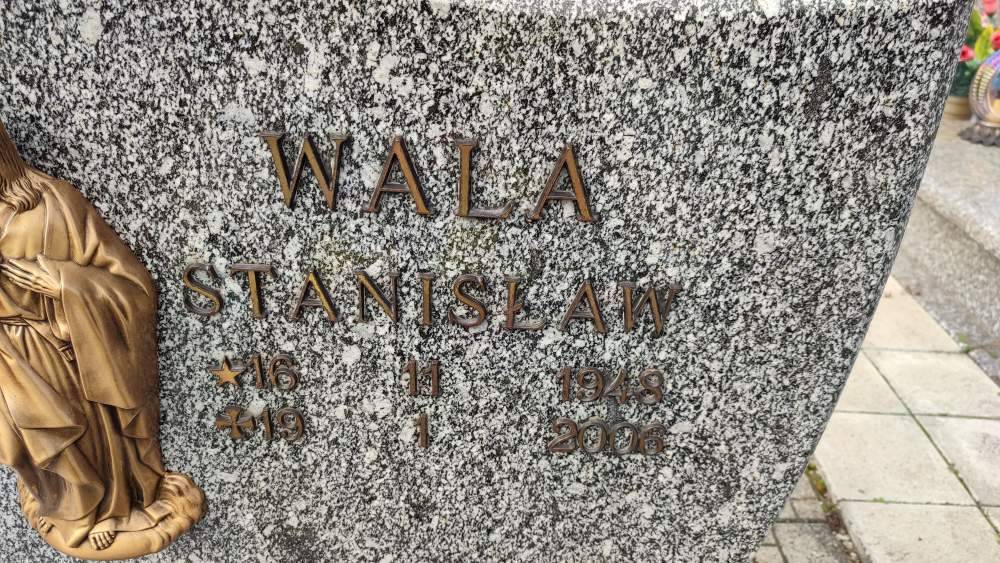 WALA
STANISŁAW
★16 11 1948
✠19 1 2006